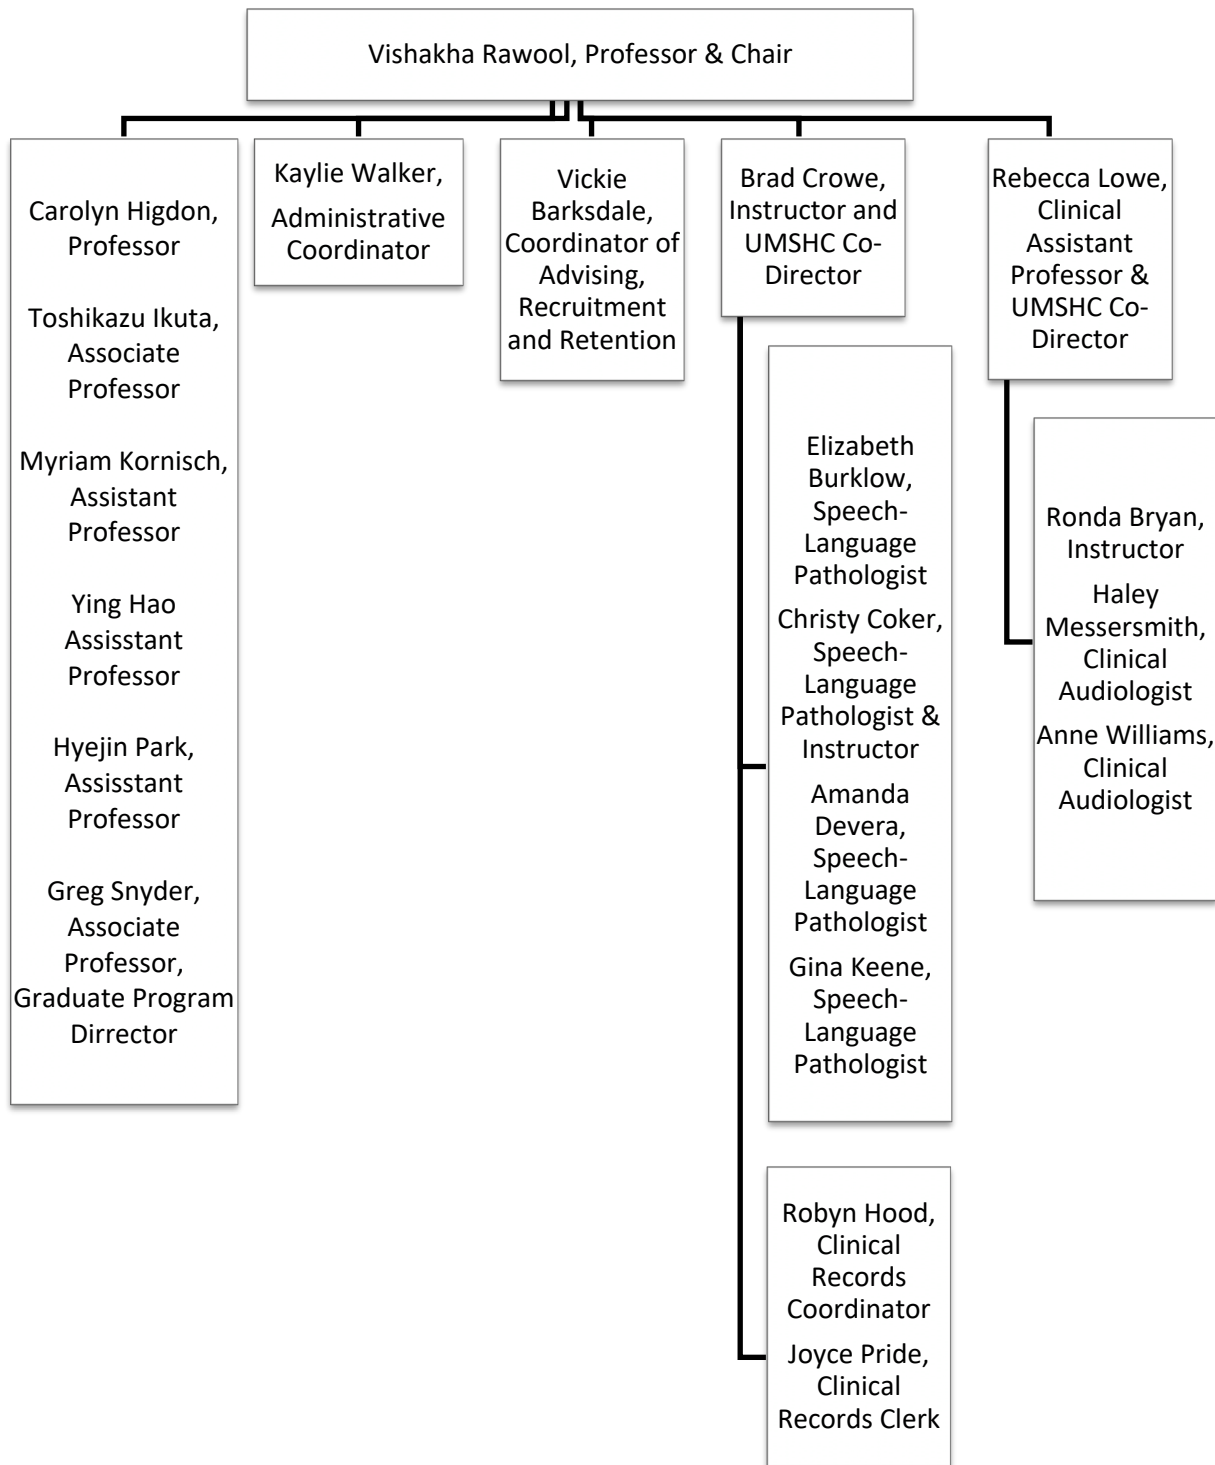 Vishakha Rawool, Professor & Chair
Carolyn Higdon,
Professor
Toshikazu Ikuta,
Associate
Professor
Myriam Kornisch,
Assistant
Professor
Ying Hao
Assisstant
Professor
Hyejin Park,
Assisstant
Professor
Greg Snyder,
Associate
Professor,
Graduate Program
Dirrector
Kaylie Walker,
Administrative
Coordinator
Vickie
Barksdale,
Coordinator of
Advising,
Recruitment
and Retention
Brad Crowe,
Instructor and
UMSHC Co-
Director
Elizabeth
Burklow,
Speech-
Language
Pathologist
Christy Coker,
Speech-
Language
Pathologist &
Instructor
Amanda
Devera,
Speech-
Language
Pathologist
Gina Keene,
Speech-
Language
Pathologist
Robyn Hood,
Clinical
Records
Coordinator
Joyce Pride,
Clinical
Records Clerk
Rebecca Lowe,
Clinical
Assistant
Professor &
UMSHC Co-
Director
Ronda Bryan,
Instructor
Haley
Messersmith,
Clinical
Audiologist
Anne Williams,
Clinical
Audiologist